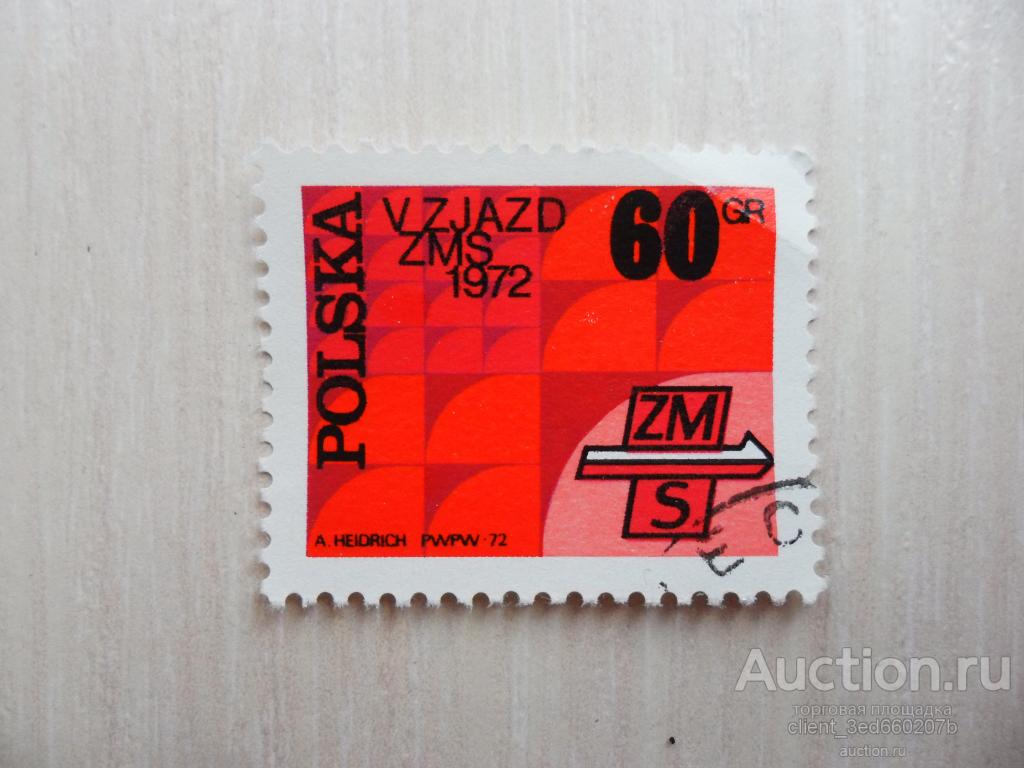 POLSKA
V ZJAZD
ZMS
1972
60 GR
ZM
S
A. HEIDRICH PWPW·72
Auction.ru
торговая площадка
client_3ed660207b
auction.ru